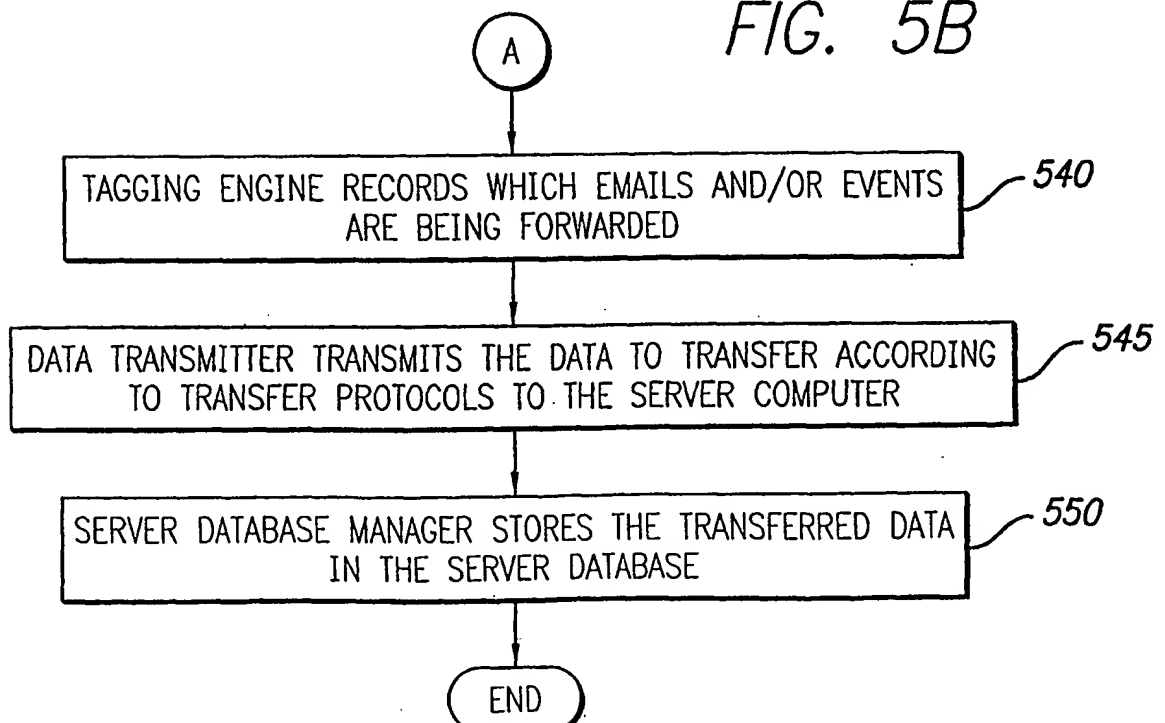 FIG. 5B
A
TAGGING ENGINE RECORDS WHICH EMAILS AND/OR EVENTS
ARE BEING FORWARDED
540
DATA TRANSMITTER TRANSMITS THE DATA TO TRANSFER ACCORDING
TO TRANSFER PROTOCOLS TO THE SERVER COMPUTER
545
SERVER DATABASE MANAGER STORES THE TRANSFERRED DATA
IN THE SERVER DATABASE
550
END